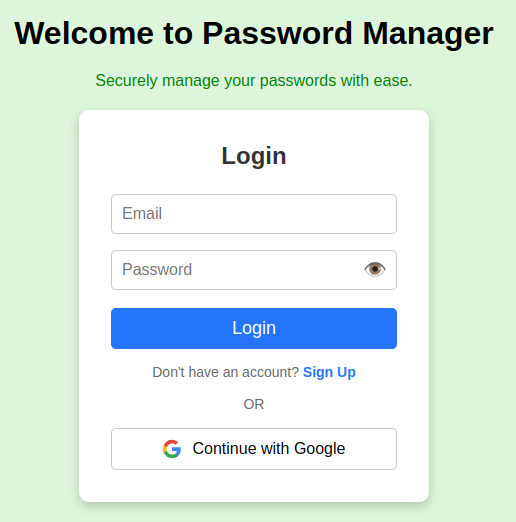 Welcome to Password Manager
Securely manage your passwords with ease.
Login
Email
Password
Login
Don't have an account? Sign Up
OR
Continue with Google